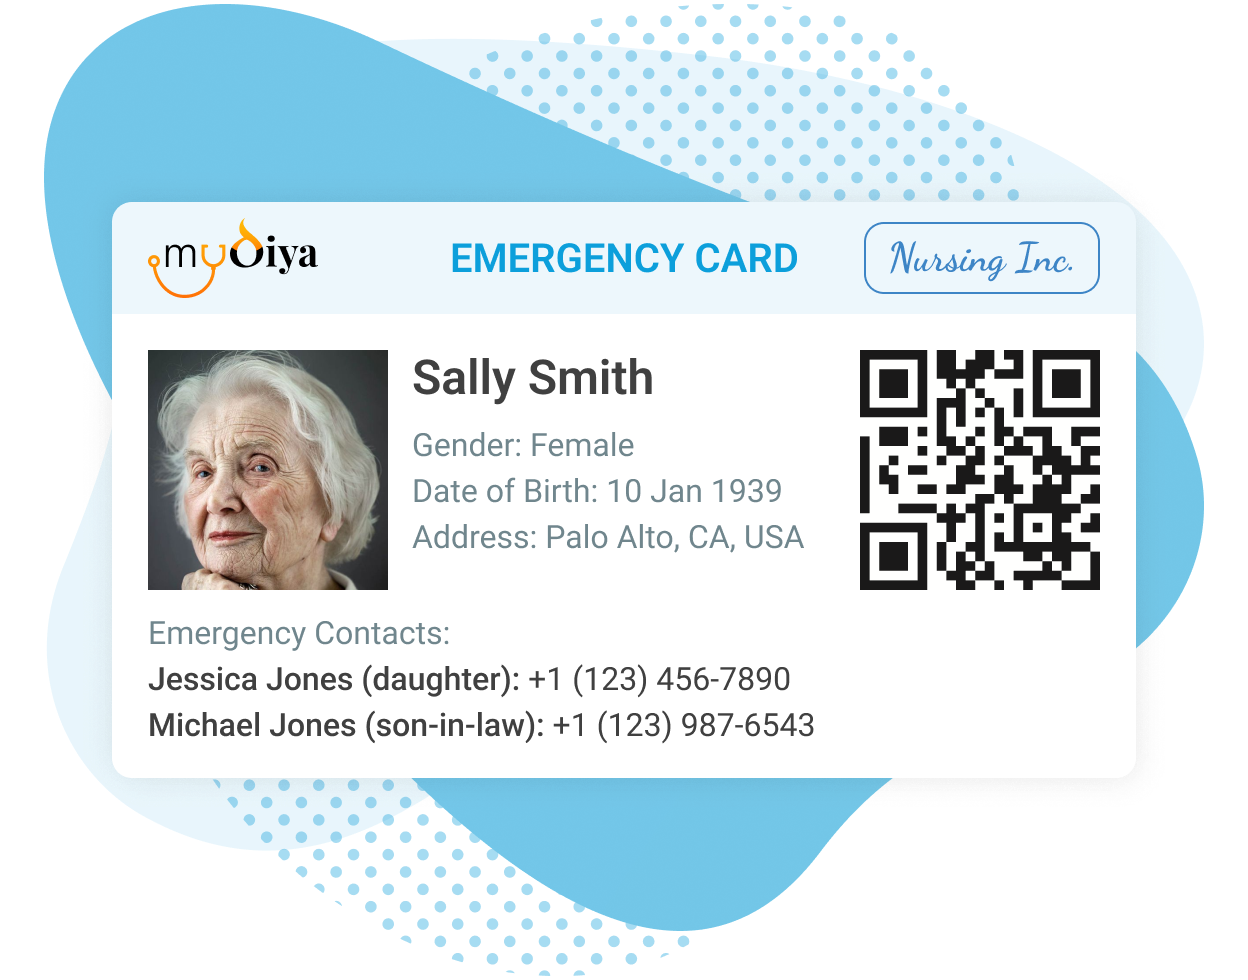 myDiya
EMERGENCY CARD
Nursing Inc.
Sally Smith
Gender: Female
Date of Birth: 10 Jan 1939
Address: Palo Alto, CA, USA
Emergency Contacts:
Jessica Jones (daughter): +1 (123) 456-7890
Michael Jones (son-in-law): +1 (123) 987-6543